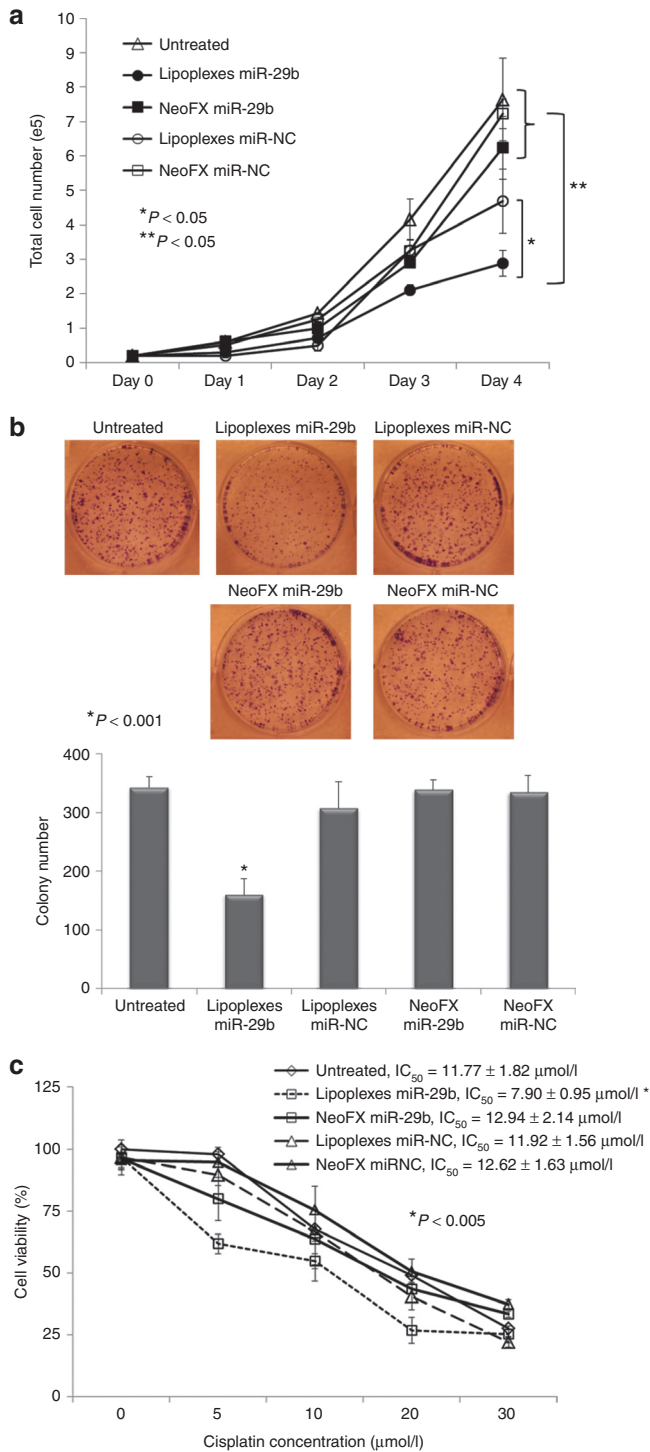 a
Untreated
Lipoplexes miR-29b
NeoFX miR-29b
Lipoplexes miR-NC
NeoFX miR-NC
*P < 0.05
**P < 0.05
Total cell number (e5)
10
9
8
7
6
5
4
3
2
1
0
**
*
Day 0 Day 1 Day 2 Day 3 Day 4
b
Untreated Lipoplexes miR-29b Lipoplexes miR-NC
NeoFX miR-29b NeoFX miR-NC
*P < 0.001
Colony number
400
300
200
100
0
*
Untreated
Lipoplexes miR-29b
Lipoplexes miR-NC
NeoFX miR-29b
NeoFX miR-NC
c
Untreated, IC50 = 11.77 ± 1.82 μmol/l
Lipoplexes miR-29b, IC50 = 7.90 ± 0.95 μmol/l *
NeoFX miR-29b, IC50 = 12.94 ± 2.14 μmol/l
Lipoplexes miR-NC, IC50 = 11.92 ± 1.56 μmol/l
NeoFX miRNC, IC50 = 12.62 ± 1.63 μmol/l
*P < 0.005
Cell viability (%)
125
100
75
50
25
0
0 5 10 20 30
Cisplatin concentration (μmol/l)